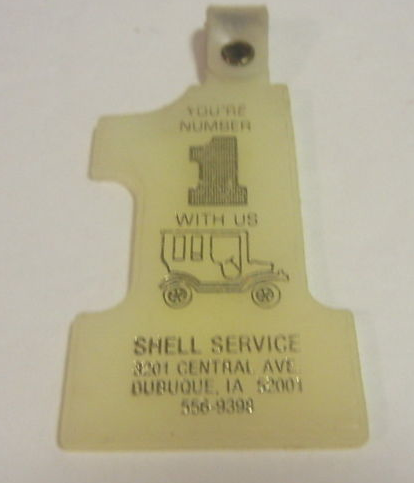 YOU'RE
NUMBER
1
WITH US
SHELL SERVICE
3201 CENTRAL AVE.
DUBUQUE, IA 52001
556-9398